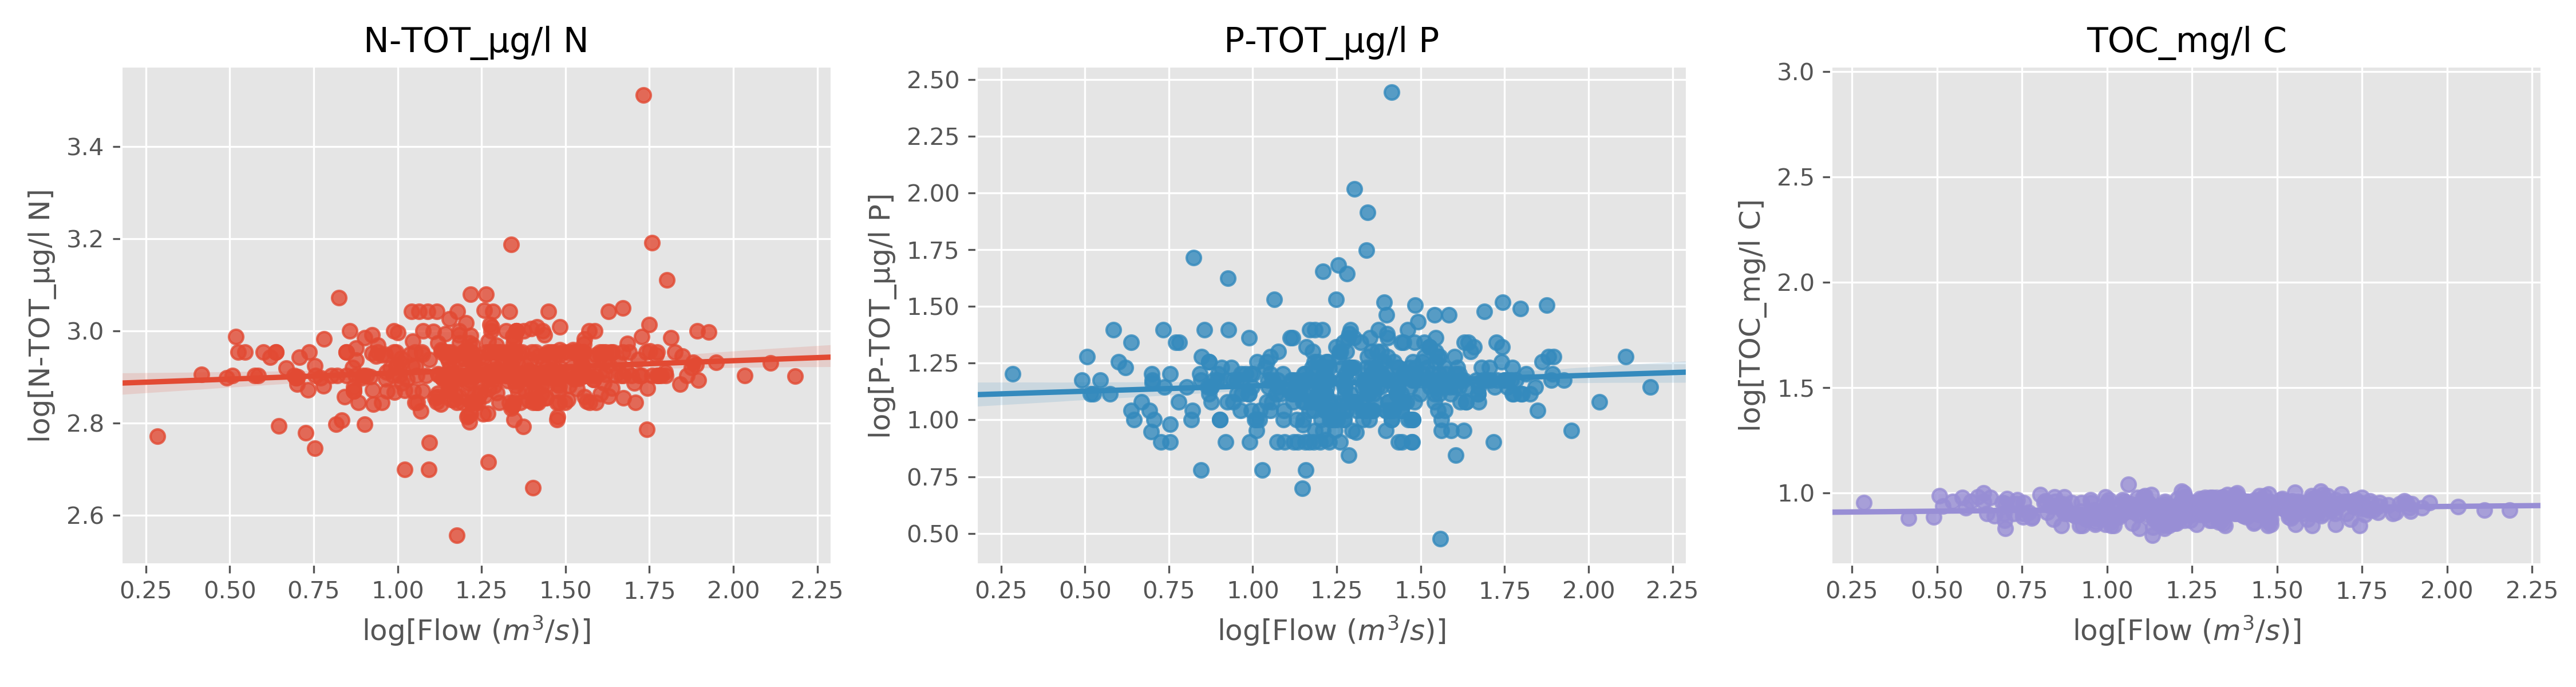 N-TOT_µg/l N
P-TOT_µg/l P
TOC_mg/l C
log[N-TOT_µg/l N]
3.4
3.2
3.0
2.8
2.6
0.25 0.50 0.75 1.00 1.25 1.50 1.75 2.00 2.25
log[Flow (m³/s)]
log[P-TOT_µg/l P]
2.50
2.25
2.00
1.75
1.50
1.25
1.00
0.75
0.50
0.25 0.50 0.75 1.00 1.25 1.50 1.75 2.00 2.25
log[Flow (m³/s)]
log[TOC_mg/l C]
3.0
2.5
2.0
1.5
1.0
0.25 0.50 0.75 1.00 1.25 1.50 1.75 2.00 2.25
log[Flow (m³/s)]